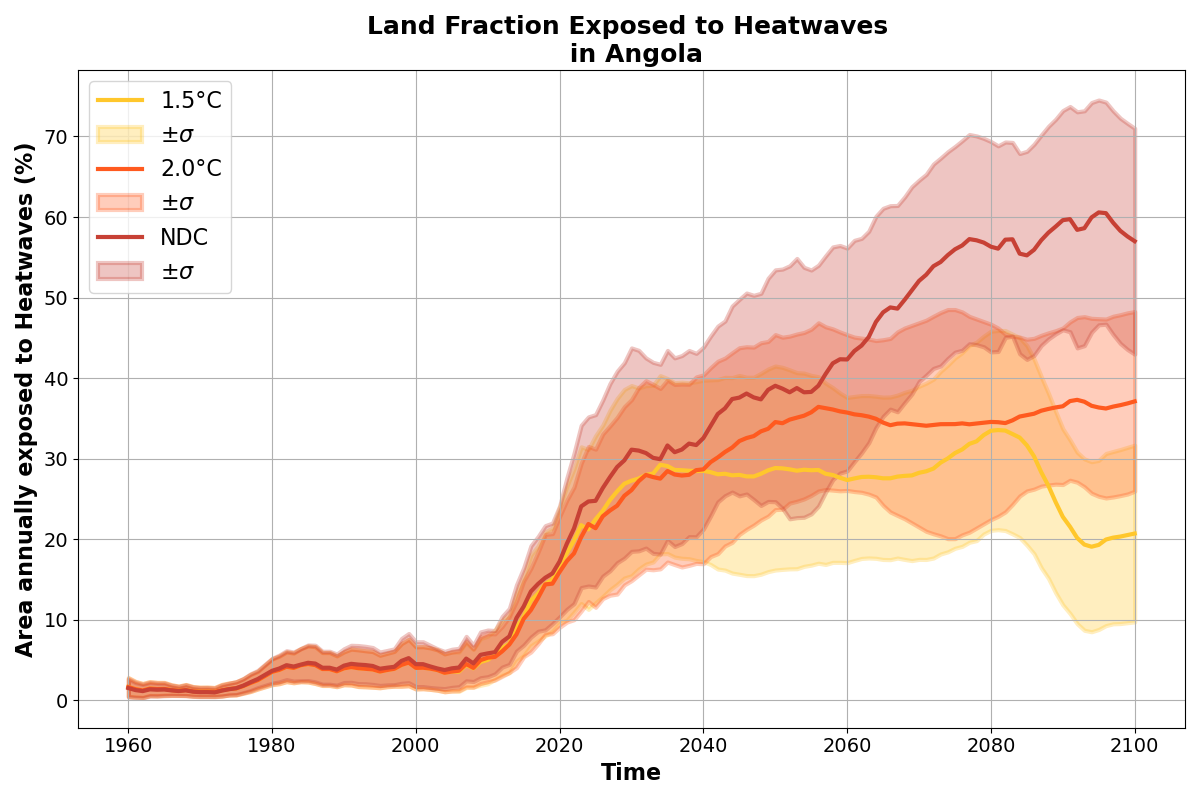 Land Fraction Exposed to Heatwaves
in Angola
Area annually exposed to Heatwaves (%)
70
60
50
40
30
20
10
0
1.5°C
±σ
2.0°C
±σ
NDC
±σ
1960 1980 2000 2020 2040 2060 2080 2100
Time